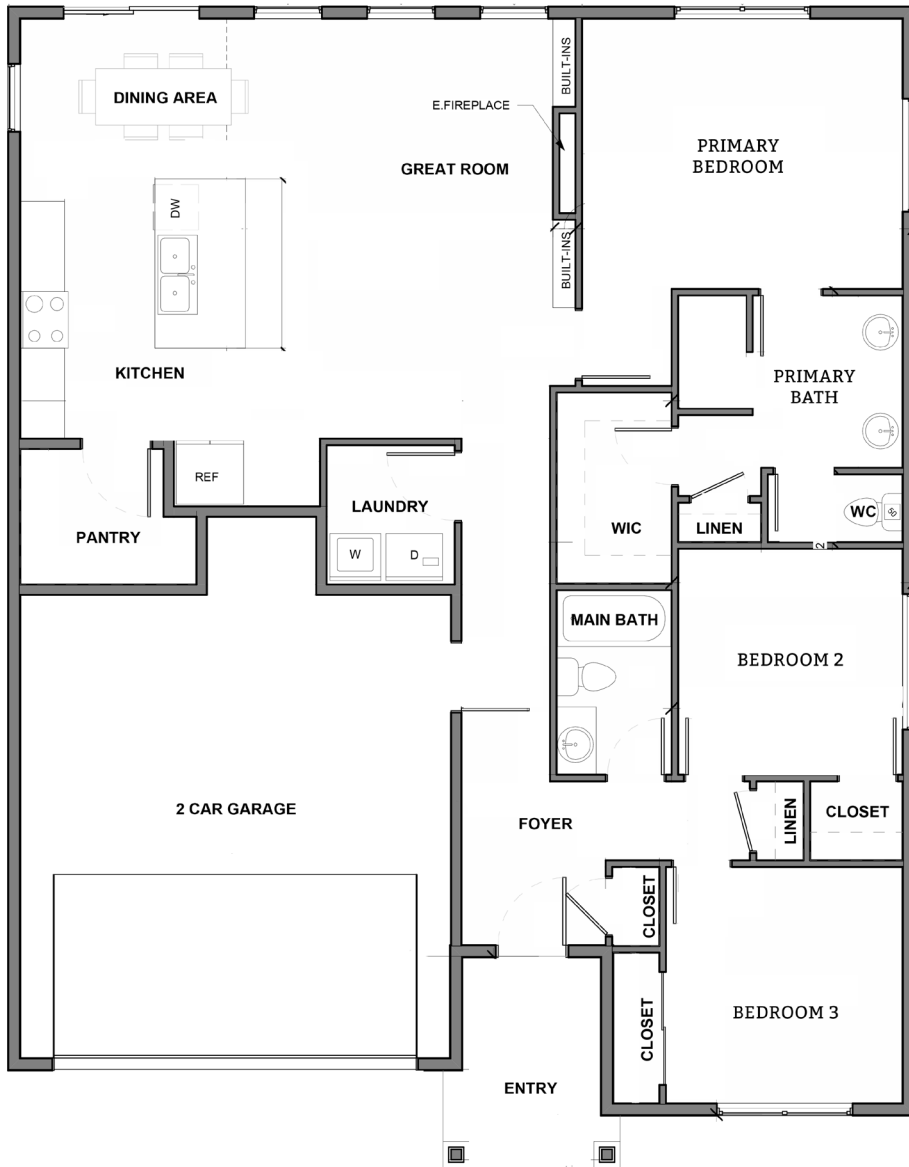 BUILT-INS
DINING AREA
E.FIREPLACE
PRIMARY
BEDROOM
GREAT ROOM
DW
BUILT-INS
KITCHEN
PRIMARY
BATH
REF
LAUNDRY
PANTRY
WIC
LINEN
WC
W
D
2
MAIN BATH
BEDROOM 2
2 CAR GARAGE
FOYER
LINEN
CLOSET
CLOSET
CLOSET
BEDROOM 3
ENTRY